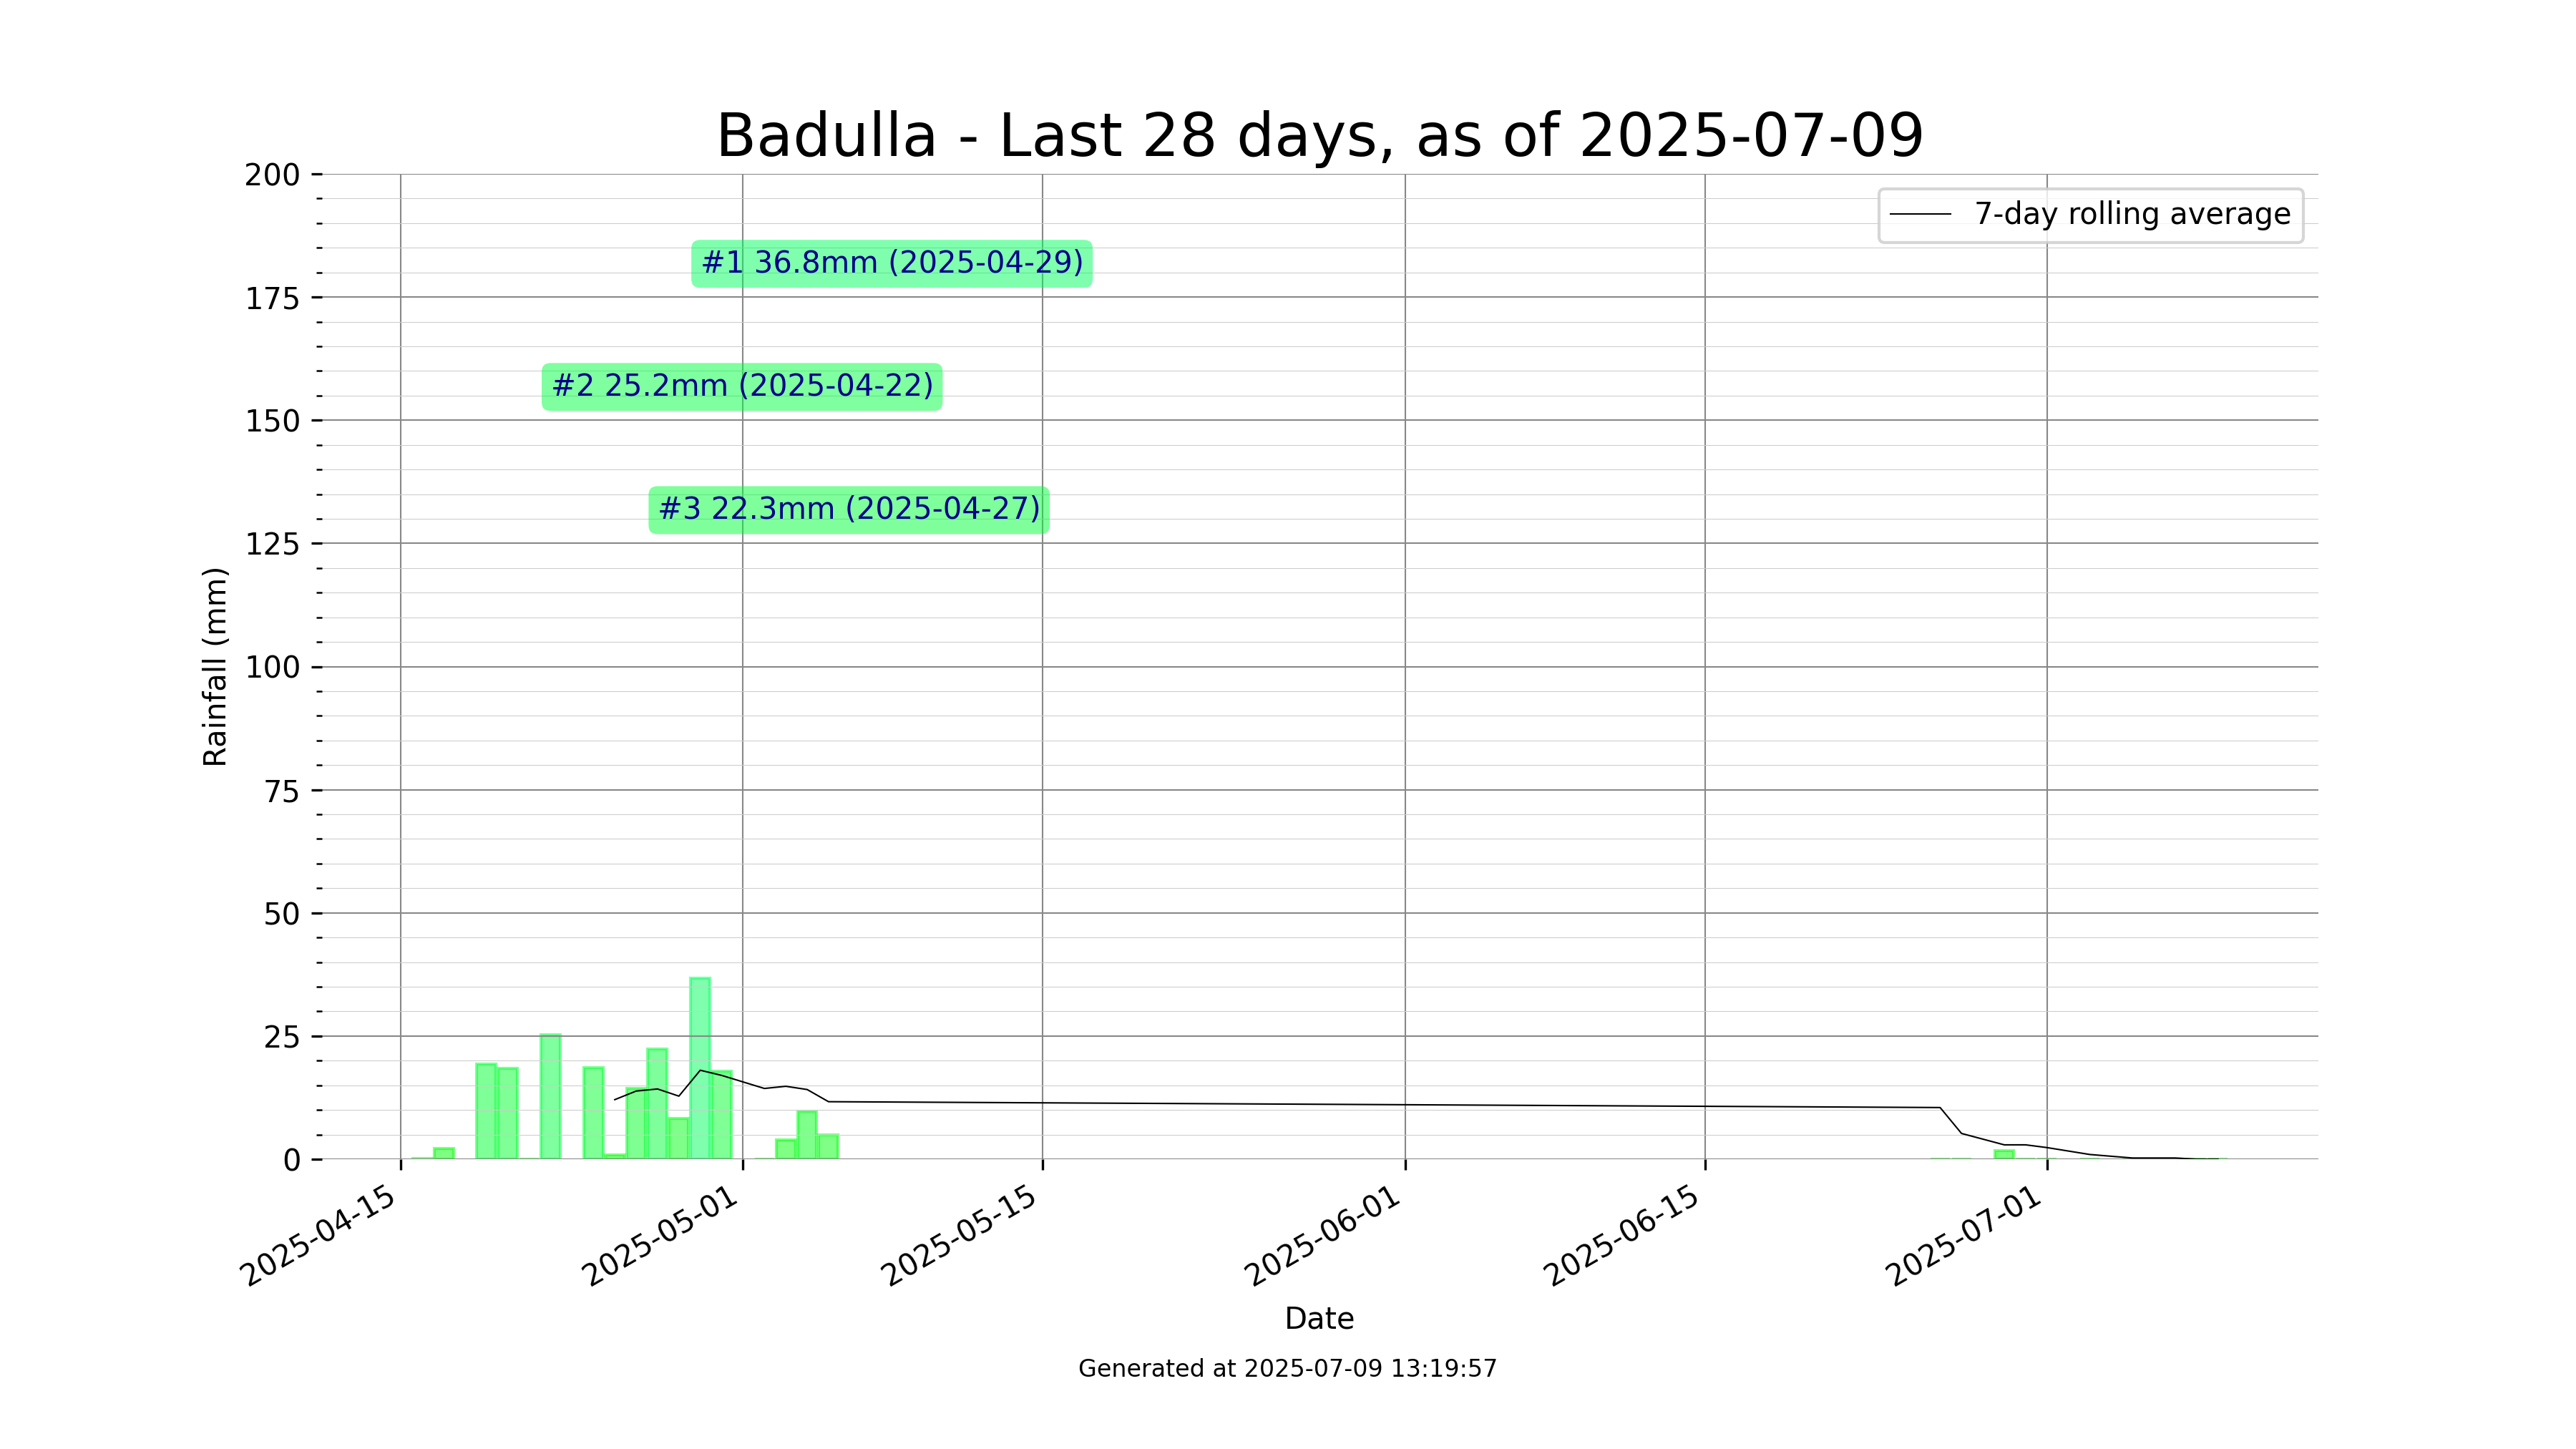 Badulla - Last 28 days, as of 2025-07-09
200
175
150
125
100
75
50
25
0
Rainfall (mm)
7-day rolling average
#1 36.8mm (2025-04-29)
#2 25.2mm (2025-04-22)
#3 22.3mm (2025-04-27)
2025-04-15
2025-05-01
2025-05-15
2025-06-01
2025-06-15
2025-07-01
Date
Generated at 2025-07-09 13:19:57